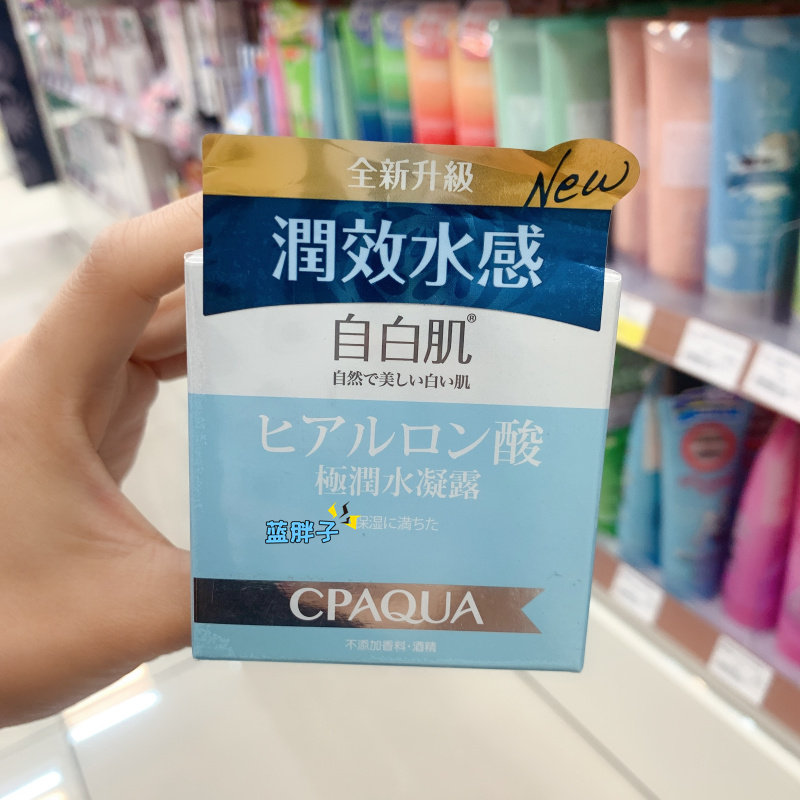 全新升級
New
潤效水感
自白肌®
自然で美しい白い肌
ヒアルロン酸
極潤水凝露
蓝胖子
保湿に満ちた
CPAQUA
不添加香料·酒精